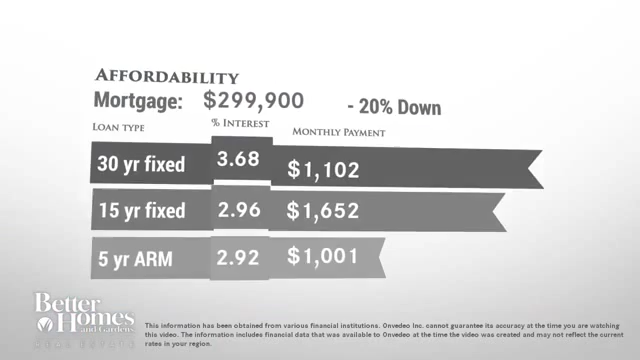 AFFORDABILITY
Mortgage: $299,900 - 20% Down
LOAN TYPE % INTEREST MONTHLY PAYMENT
30 yr fixed 3.68 $1,102
15 yr fixed 2.96 $1,652
5 yr ARM 2.92 $1,001
Better
Homes
and Gardens
REAL ESTATE
This information has been obtained from various financial institutions. Onvedeo Inc. cannot guarantee its accuracy at the time you are watching
this video. The information includes financial data that was available to Onvedeo at the time the video was created and may not reflect the current
rates in your region.